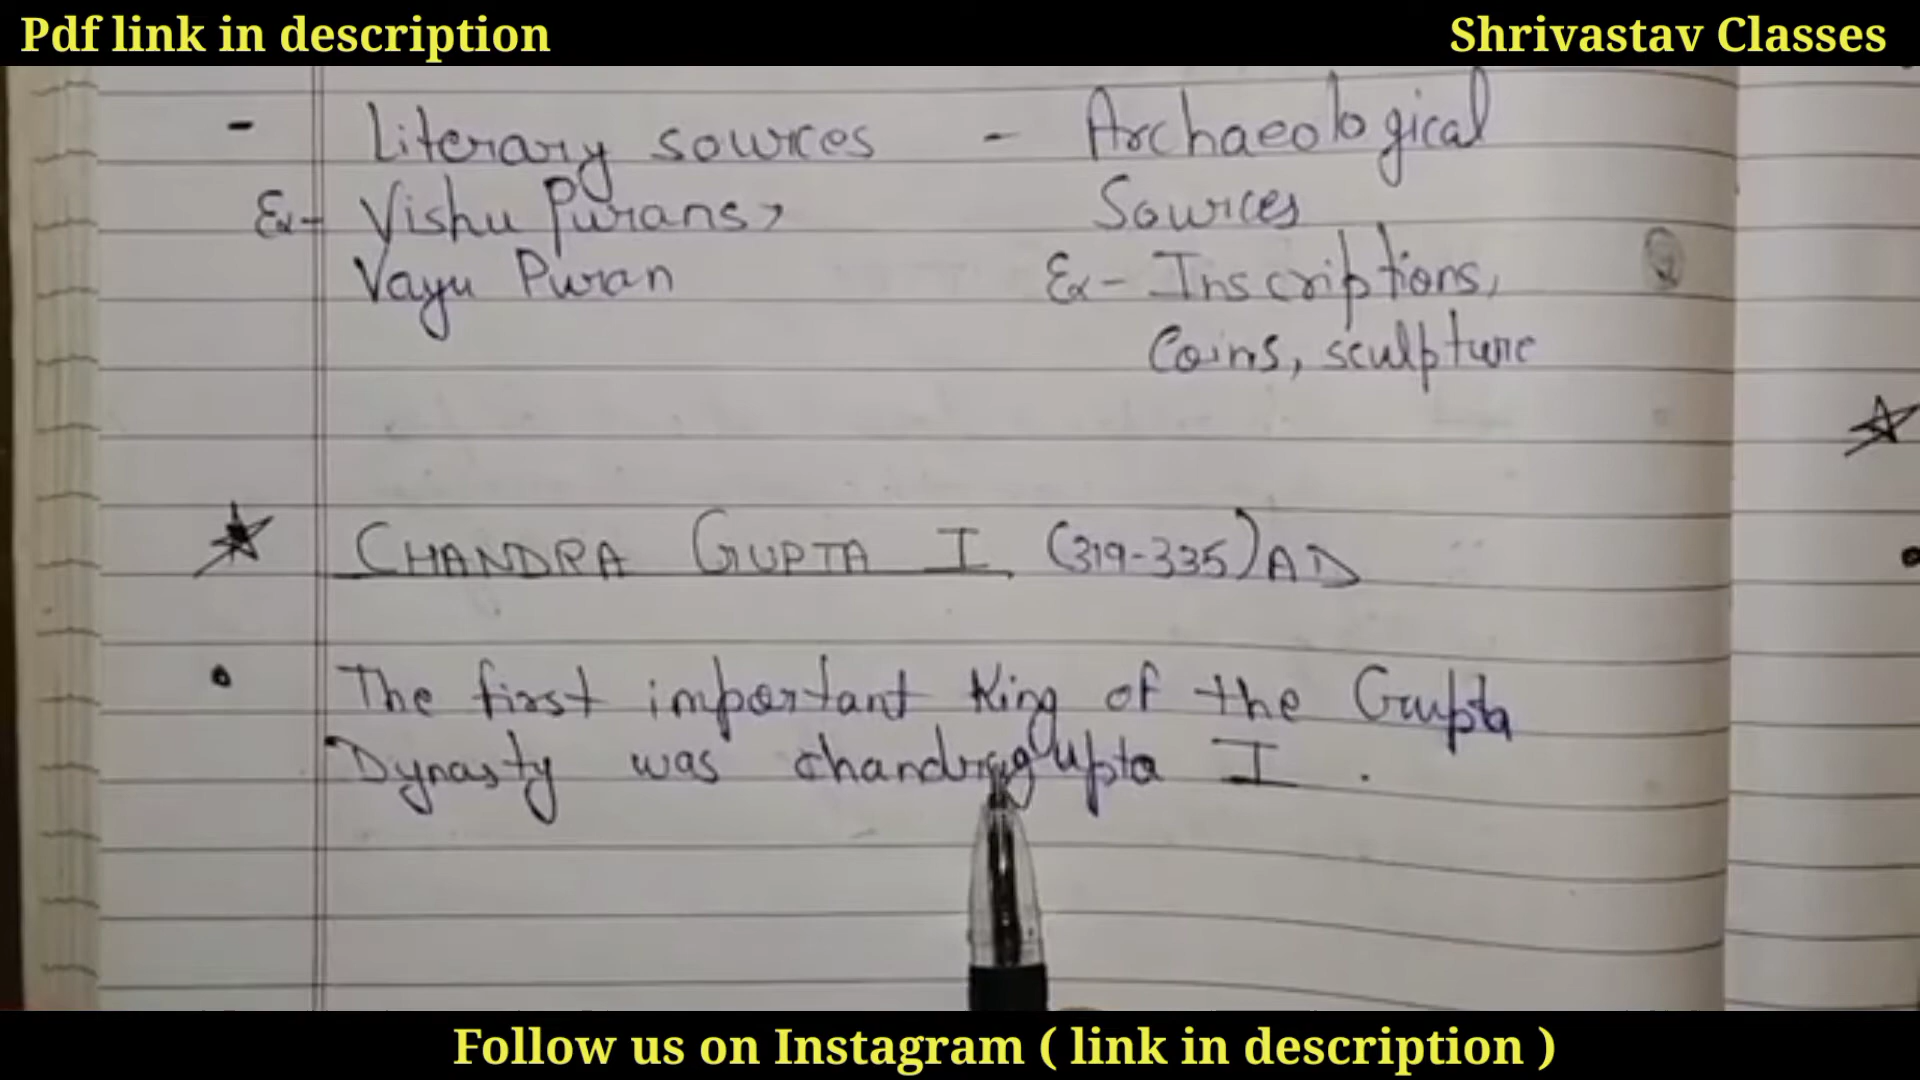 Pdf link in description
Shrivastav Classes
- Literary sources
Ex- Vishu Purans,
Vayu Puran
- Archaeological
Sources
Ex- Inscriptions,
Coins, sculpture
CHANDRA GUPTA I (319-335) AD
• The first important King of the Gupta
Dynasty was chandragupta I.
Follow us on Instagram ( link in description )